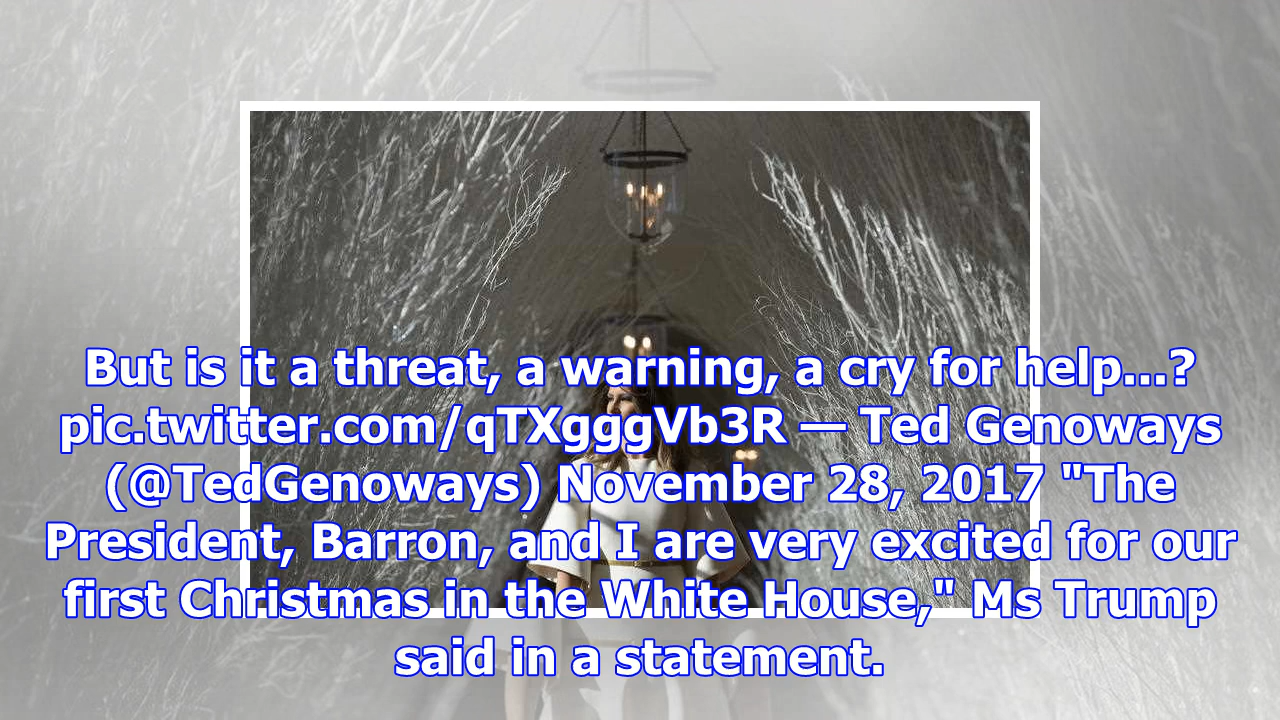 But is it a threat, a warning, a cry for help...?
pic.twitter.com/qTXgggVb3R — Ted Genoways
(@TedGenoways) November 28, 2017 "The
President, Barron, and I are very excited for our
first Christmas in the White House," Ms Trump
said in a statement.